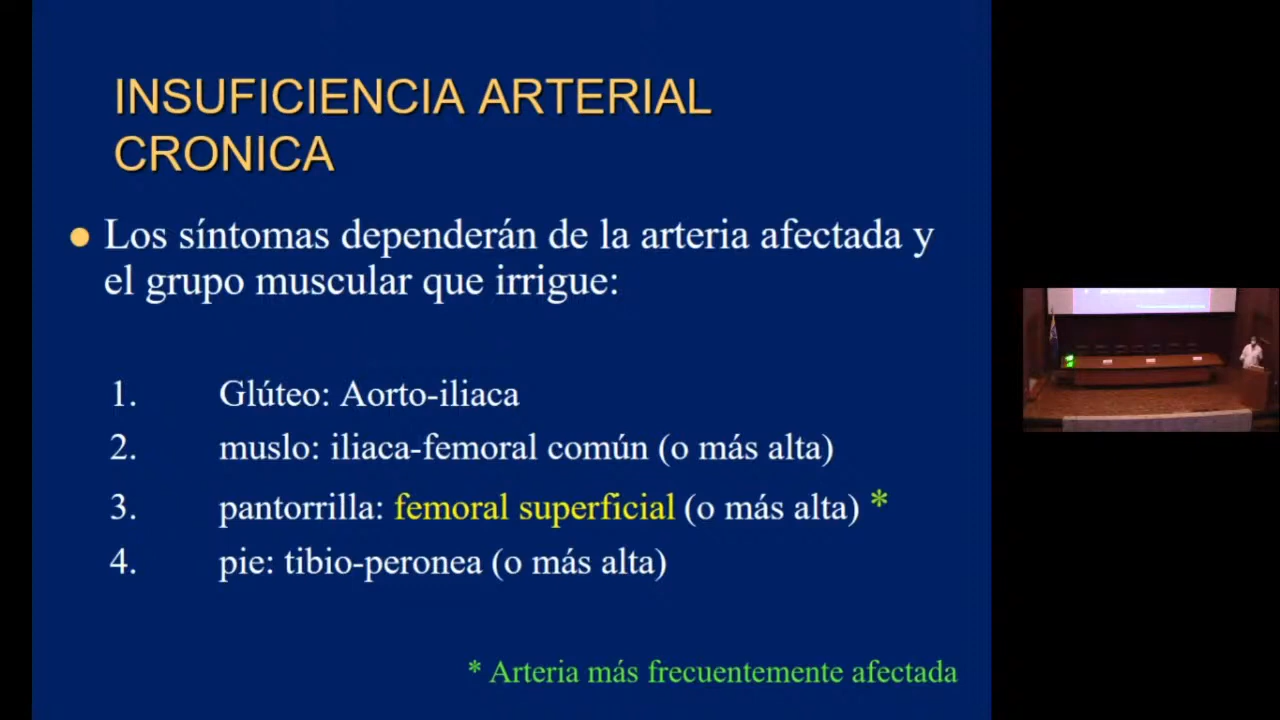 INSUFICIENCIA ARTERIAL
CRONICA
● Los síntomas dependerán de la arteria afectada y
el grupo muscular que irrigue:
1. Glúteo: Aorto-iliaca
2. muslo: iliaca-femoral común (o más alta)
3. pantorrilla: femoral superficial (o más alta) *
4. pie: tibio-peronea (o más alta)
* Arteria más frecuentemente afectada